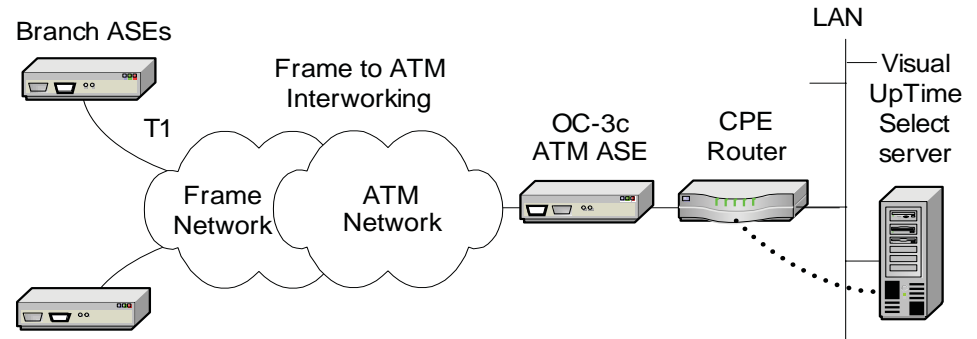 LAN
Branch ASEs
Frame to ATM
Interworking
Visual
UpTime
Select
server
T1
OC-3c
ATM ASE
CPE
Router
Frame
Network
ATM
Network